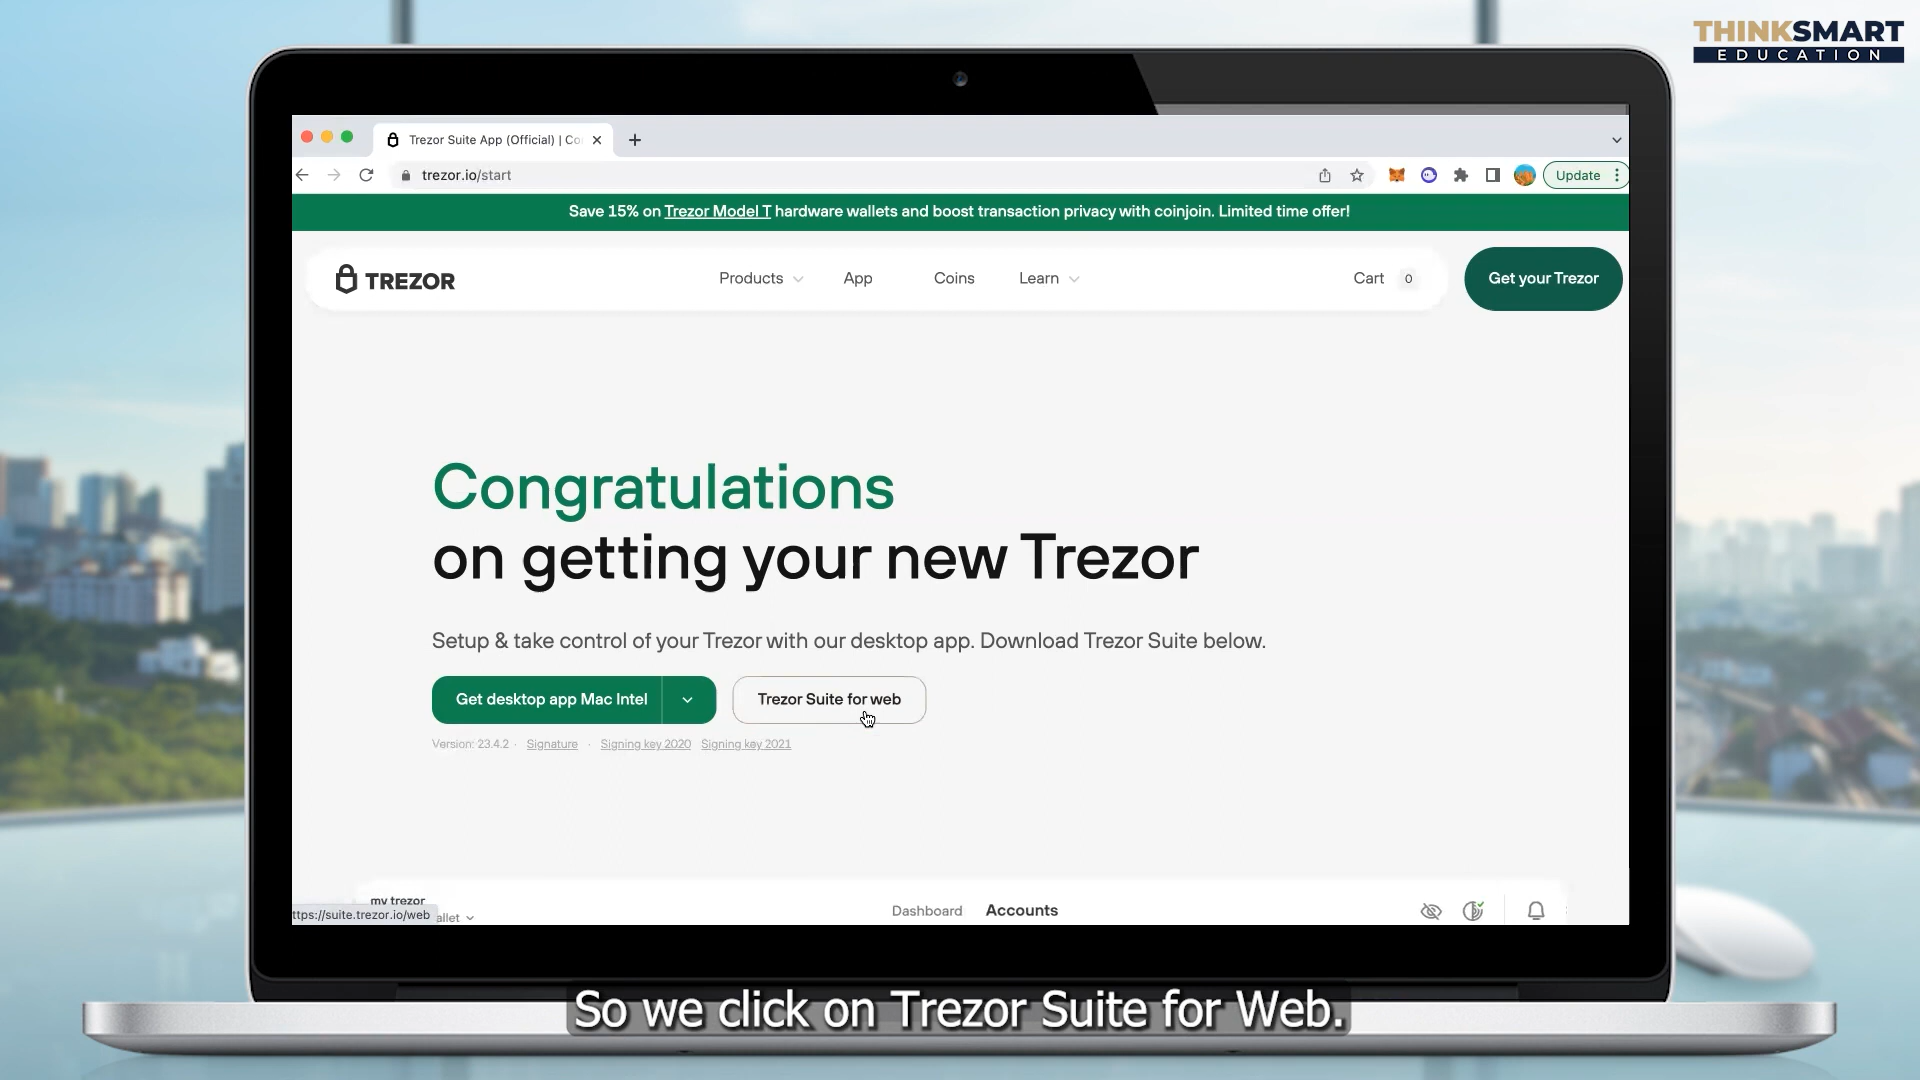 THINKSMART
EDUCATION
Trezor Suite App (Official) | Co
trezor.io/start
Update
Save 15% on Trezor Model T hardware wallets and boost transaction privacy with coinjoin. Limited time offer!
TREZOR
Products
App
Coins
Learn
Cart 0
Get your Trezor
Congratulations
on getting your new Trezor
Setup & take control of your Trezor with our desktop app. Download Trezor Suite below.
Get desktop app Mac Intel
Trezor Suite for web
Version: 23.4.2 · Signature · Signing key 2020 Signing key 2021
my trezor
ttps://suite.trezor.io/web
allet
Dashboard
Accounts
So we click on Trezor Suite for Web.